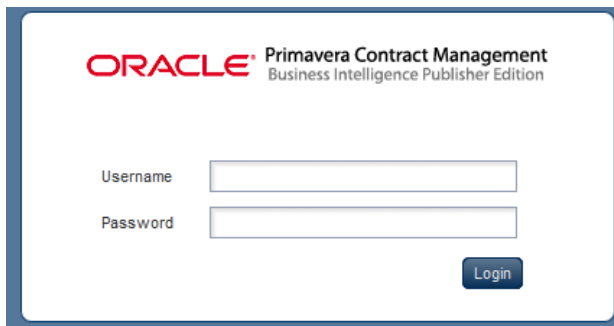 ORACLE® Primavera Contract Management
Business Intelligence Publisher Edition
Username
Password
Login